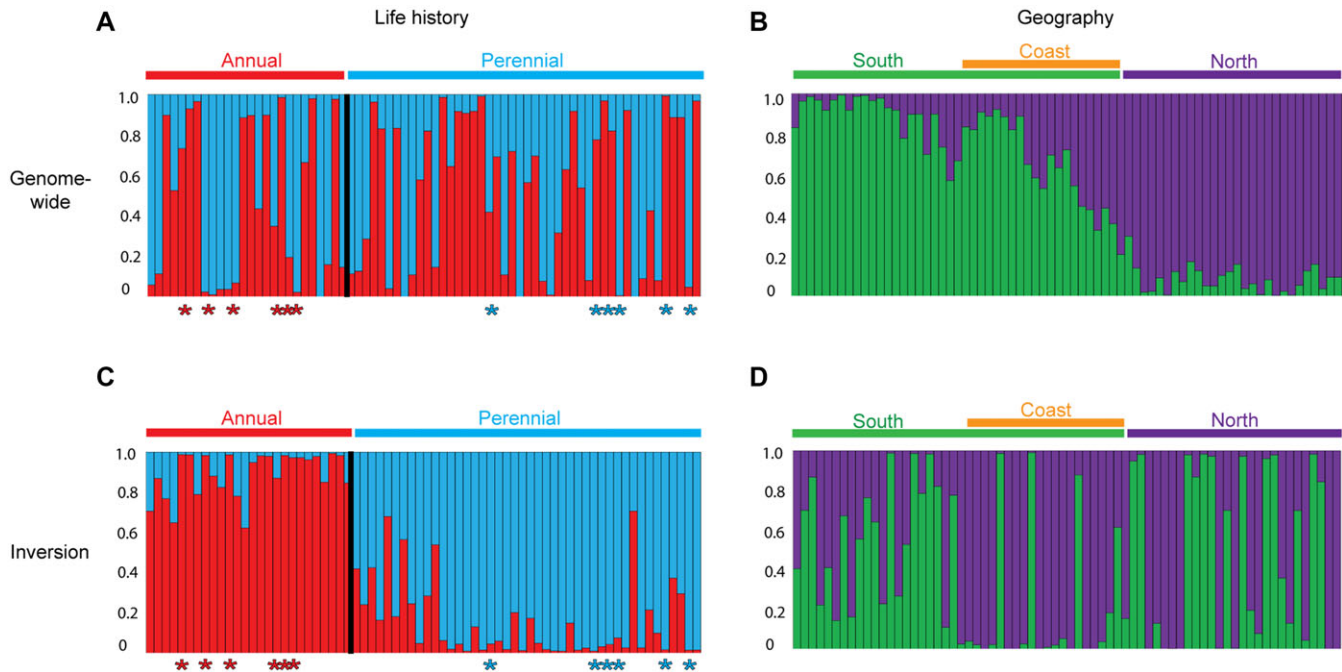 A
Life history
Annual
Perennial
Genome-
wide
1.0
0.8
0.6
0.4
0.2
0
* * * * * *
* * * * * *
B
Geography
South
Coast
North
1.0
0.8
0.6
0.4
0.2
0
C
Annual
Perennial
Inversion
1.0
0.8
0.6
0.4
0.2
0
* * * * * *
* * * * * *
D
South
Coast
North
1.0
0.8
0.6
0.4
0.2
0